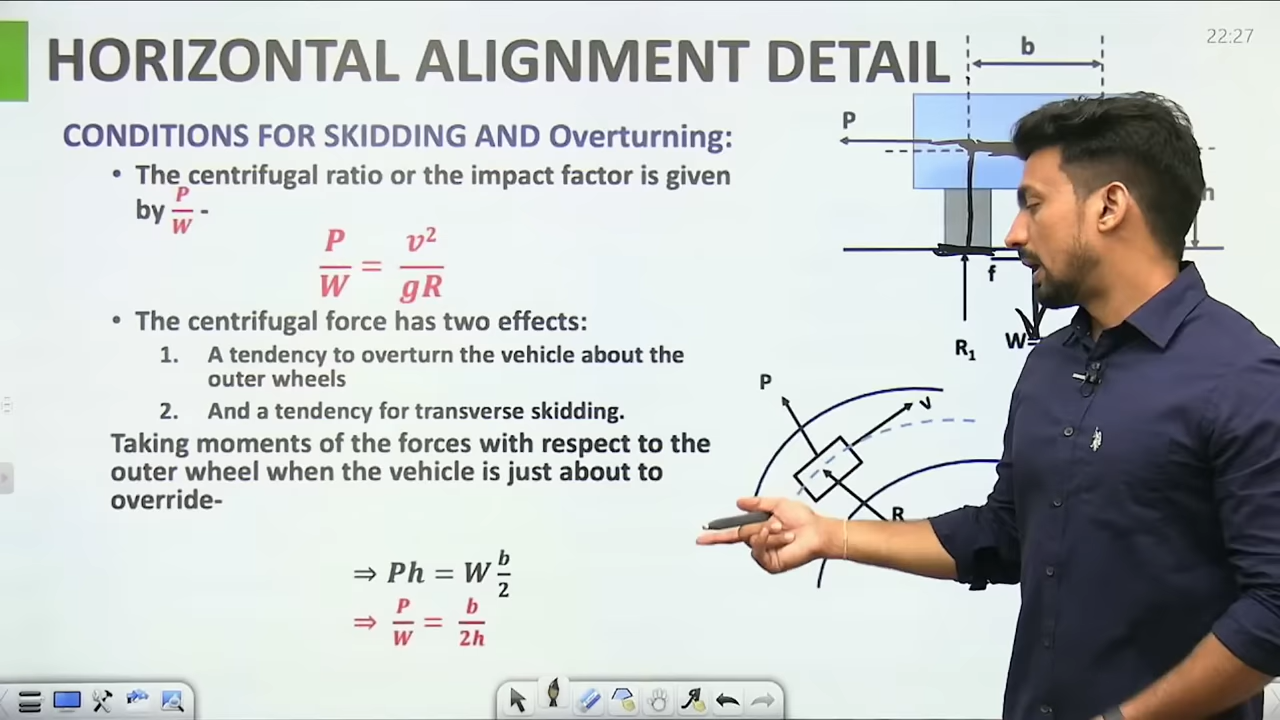 22:27
HORIZONTAL ALIGNMENT DETAIL
CONDITIONS FOR SKIDDING AND Overturning:
• The centrifugal ratio or the impact factor is given
by P/W -
P/W = v²/gR
• The centrifugal force has two effects:
1. A tendency to overturn the vehicle about the
outer wheels
2. And a tendency for transverse skidding.
Taking moments of the forces with respect to the
outer wheel when the vehicle is just about to
override-
⇒ Ph = W b/2
⇒ P/W = b/2h
b
P
h
f
R₁
W
P
v
R